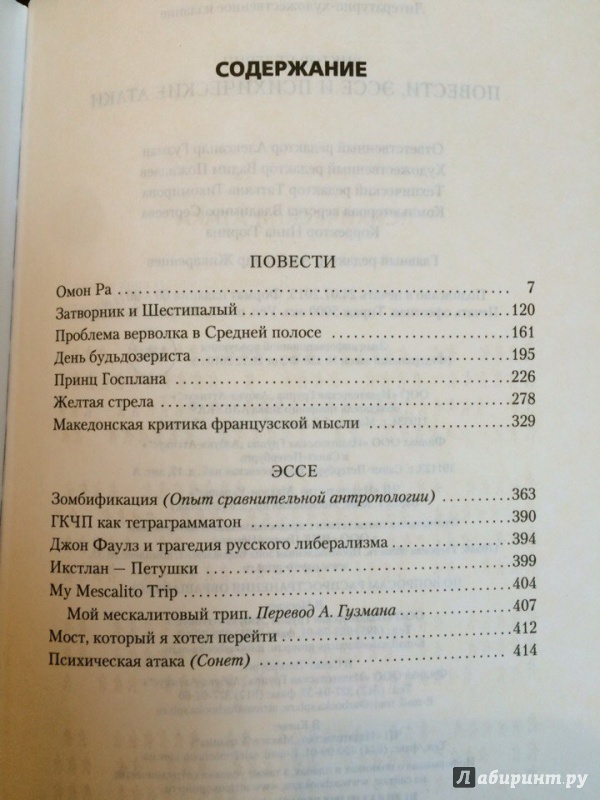 СОДЕРЖАНИЕ
ПОВЕСТИ
Омон Ра 7
Затворник и Шестипалый 120
Проблема верволка в Средней полосе 161
День будьдозериста 195
Принц Госплана 226
Желтая стрела 278
Македонская критика французской мысли 329
ЭССЕ
Зомбификация (Опыт сравнительной антропологии) 363
ГКЧП как тетраграмматон 390
Джон Фаулз и трагедия русского либерализма 394
Икстлан — Петушки 399
My Mescalito Trip 404
Мой мескалитовый трип. Перевод А. Гузмана 407
Мост, который я хотел перейти 412
Психическая атака (Сонет) 414
Лабиринт.ру